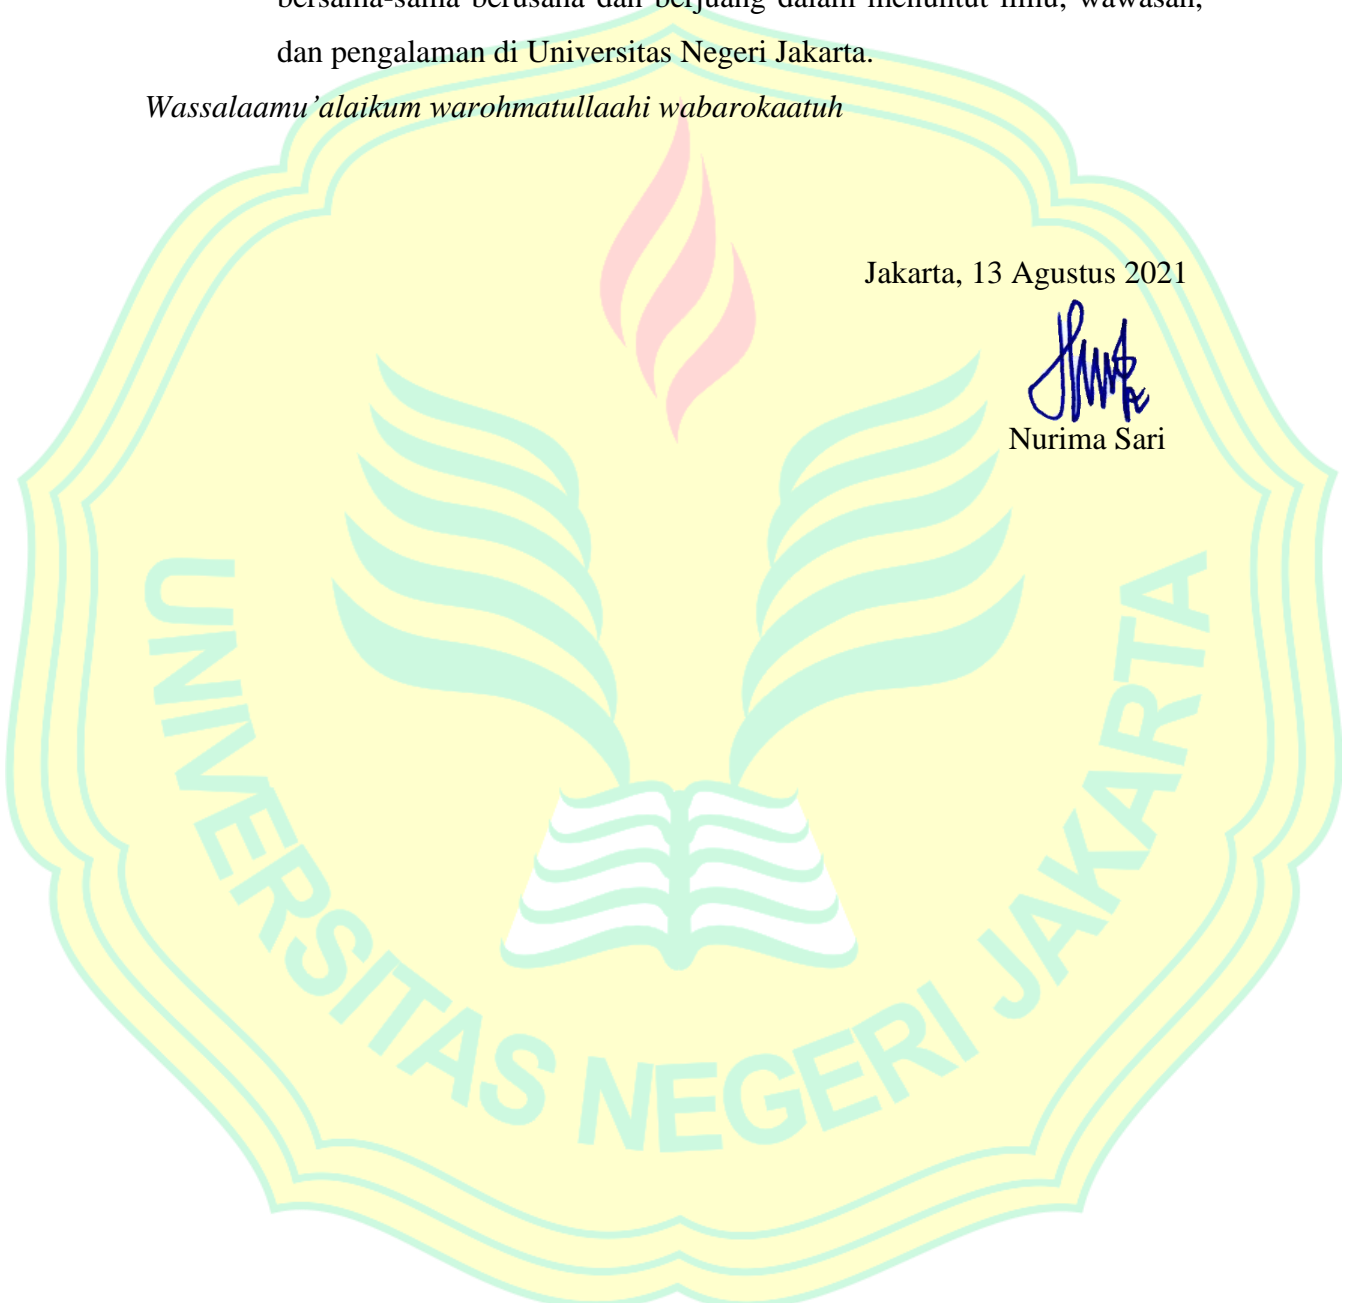 bersama-sama berusaha dan berjuang dalam menuntut ilmu, wawasan,
dan pengalaman di Universitas Negeri Jakarta.
Wassalaamu’alaikum warohmatullaahi wabarokaatuh
Jakarta, 13 Agustus 2021
Nurima Sari
UNIVERSITAS NEGERI JAKARTA